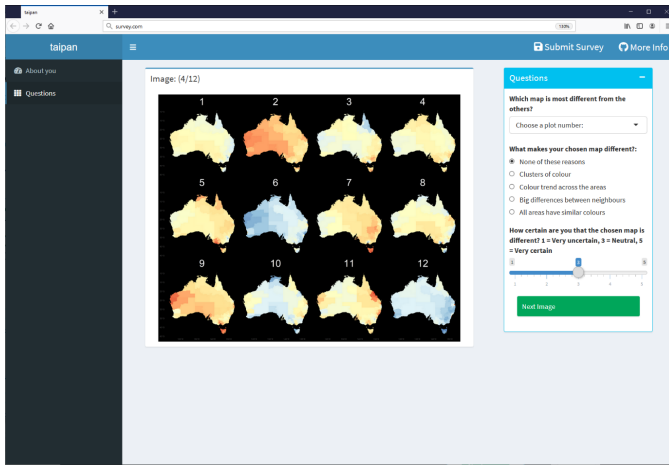 taipan
survey.com
120%
taipan
Submit Survey
More Info
About you
Questions
Image: (4/12)
1 2 3 4
5 6 7 8
9 10 11 12
Questions
Which map is most different from the
others?
Choose a plot number:
What makes your chosen map different?:
None of these reasons
Clusters of colour
Colour trend across the areas
Big differences between neighbours
All areas have similar colours
How certain are you that the chosen map is
different? 1 = Very uncertain, 3 = Neutral, 5
= Very certain
1 3 5
1 2 3 4 5
Next Image